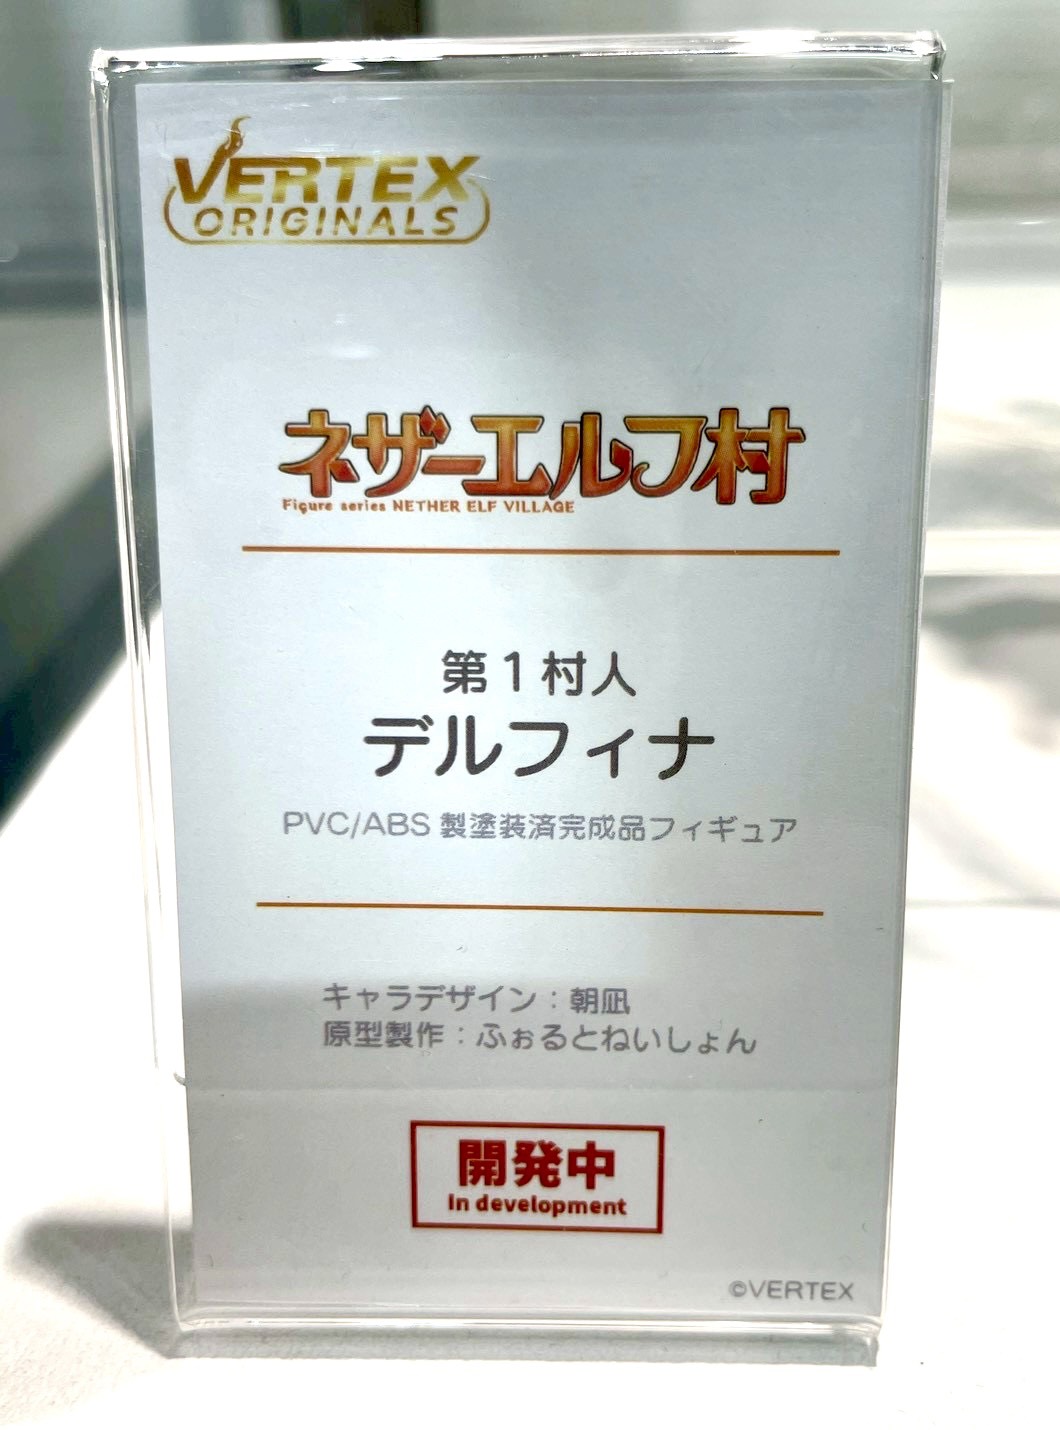 VERTEX
ORIGINALS
ネザーエルフ村
Figure series NETHER ELF VILLAGE
第1村人
デルフィナ
PVC/ABS 製塗装済完成品フィギュア
キャラデザイン：朝凪
原型製作：ふぉるとねいしょん
開発中
In development
©VERTEX